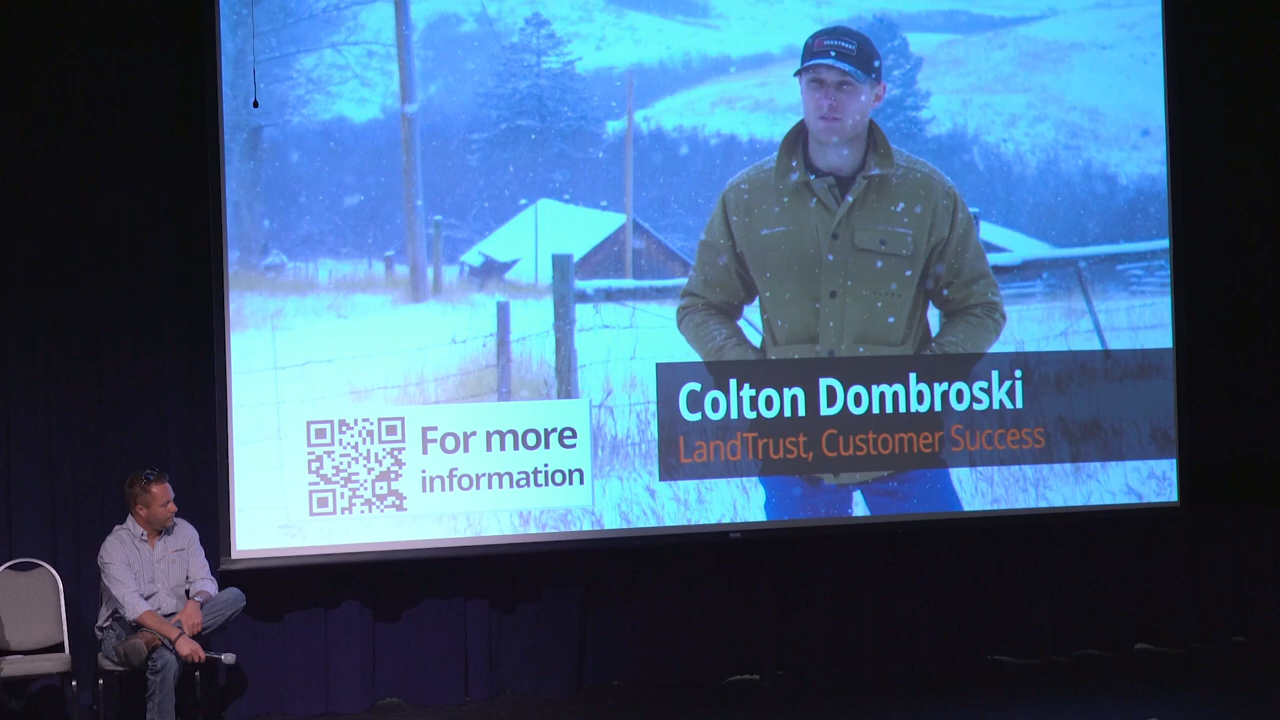 For more
information
Colton Dombroski
LandTrust, Customer Success